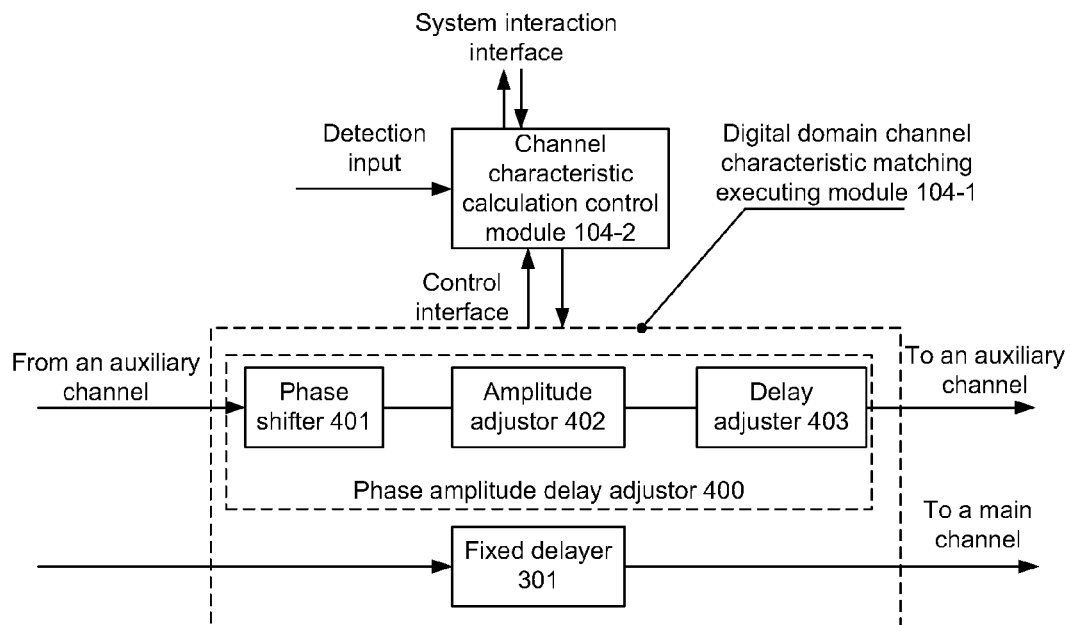 System interaction
interface
Detection
input
Channel
characteristic
calculation control
module 104-2
Digital domain channel
characteristic matching
executing module 104-1
Control
interface
From an auxiliary
channel
Phase
shifter 401
Amplitude
adjustor 402
Delay
adjuster 403
To an auxiliary
channel
Phase amplitude delay adjustor 400
Fixed delayer
301
To a main
channel